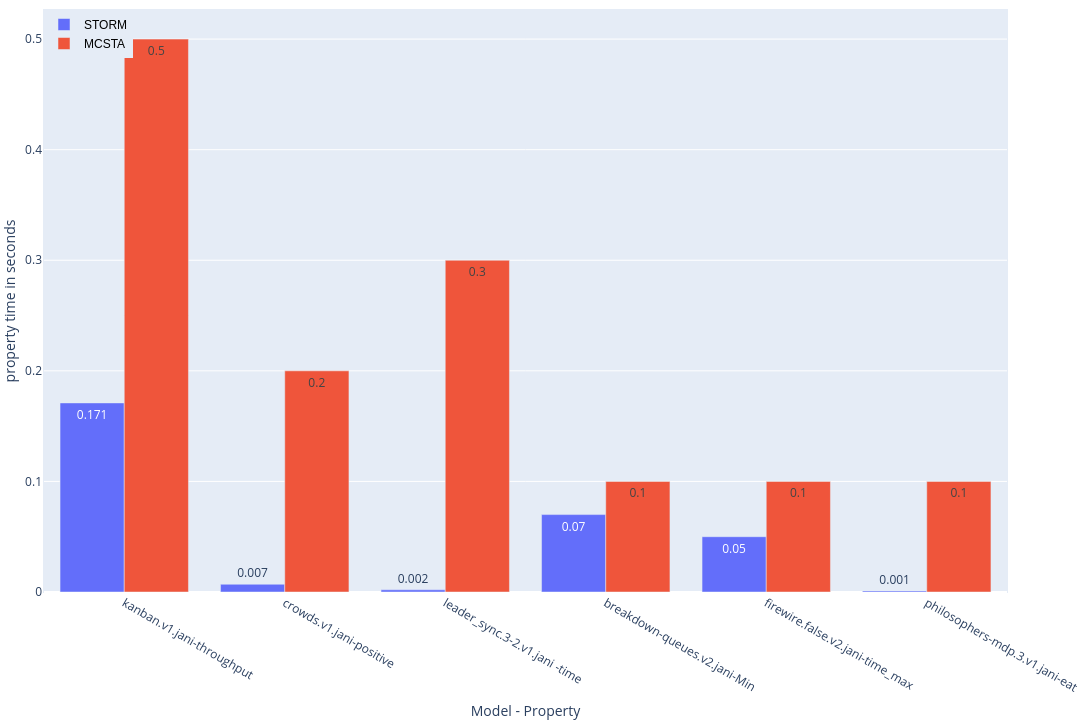 STORM
MCSTA
0.5
0.4
0.3
0.2
0.1
0
property time in seconds
0.171
0.5
0.007
0.2
0.002
0.3
0.07
0.1
0.05
0.1
0.001
0.1
kanban.v1.jani-throughput
crowds.v1.jani-positive
leader_sync.3-2.v1.jani -time
breakdown-queues.v2.jani-Min
firewire.false.v2.jani-time_max
philosophers-mdp.3.v1.jani-eat
Model - Property